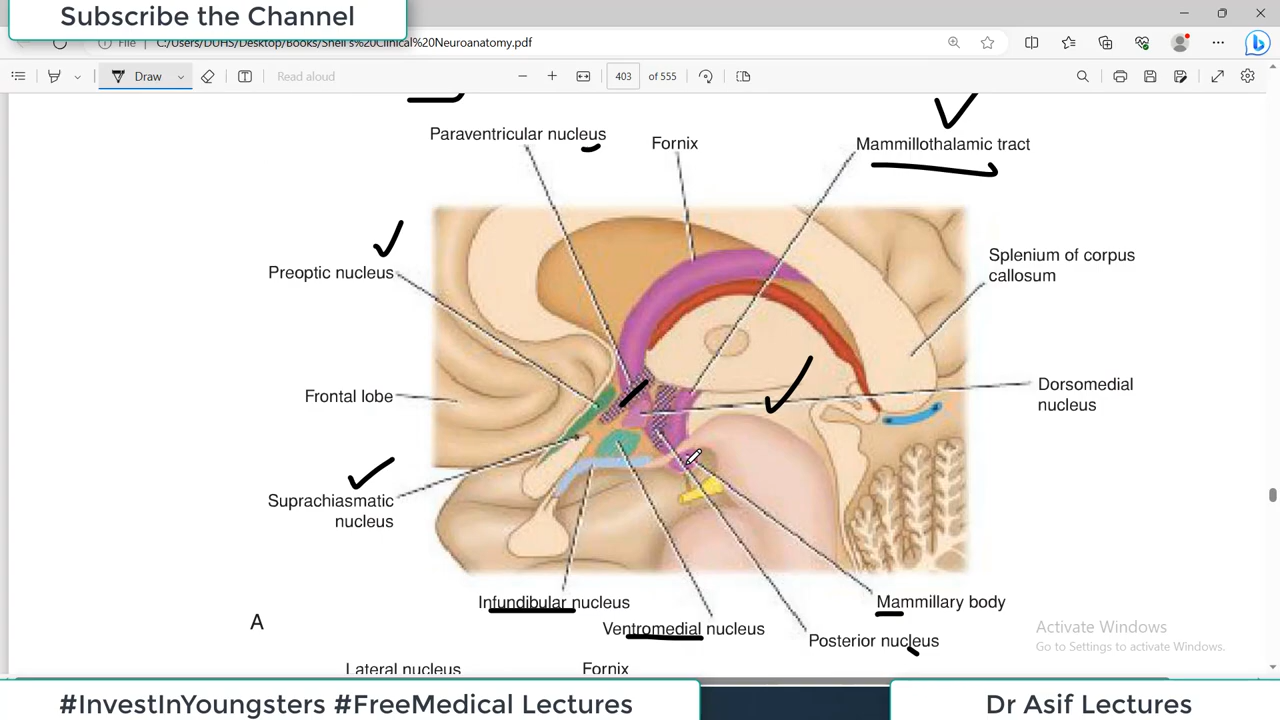 Subscribe the Channel
File
C:/Users/DUHS/Desktop/Books/Snell's%20Clinical%20Neuroanatomy.pdf
Draw
Read aloud
403 of 555
Paraventricular nucleus
Fornix
Mammillothalamic tract
Preoptic nucleus
Splenium of corpus
callosum
Frontal lobe
Dorsomedial
nucleus
Suprachiasmatic
nucleus
Infundibular nucleus
Mammillary body
Ventromedial nucleus
Posterior nucleus
A
Activate Windows
Go to Settings to activate Windows.
Lateral nucleus
Fornix
#InvestInYoungsters #FreeMedical Lectures
Dr Asif Lectures